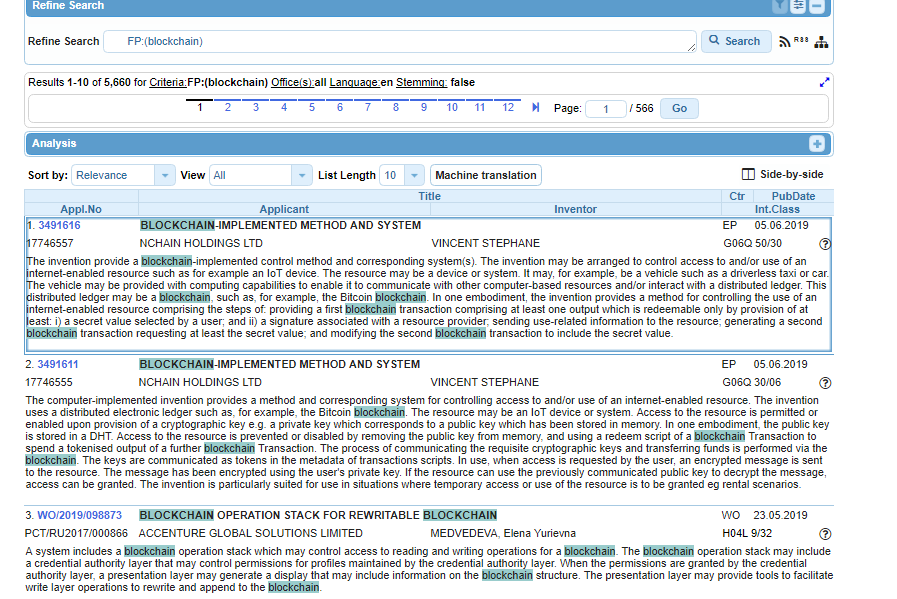 Refine Search
Refine Search FP:(blockchain) Search RSS
Results 1-10 of 5,660 for Criteria:FP:(blockchain) Office(s):all Language:en Stemming: false
1 2 3 4 5 6 7 8 9 10 11 12 Page: 1 / 566 Go
Analysis
Sort by: Relevance View All List Length 10 Machine translation Side-by-side
Title Ctr PubDate
Appl.No Applicant Inventor Int.Class
1. 3491616 BLOCKCHAIN-IMPLEMENTED METHOD AND SYSTEM EP 05.06.2019
17746557 NCHAIN HOLDINGS LTD VINCENT STEPHANE G06Q 50/30
The invention provide a blockchain-implemented control method and corresponding system(s). The invention may be arranged to control access to and/or use of an
internet-enabled resource such as for example an IoT device. The resource may be a device or system. It may, for example, be a vehicle such as a driverless taxi or car.
The vehicle may be provided with computing capabilities to enable it to communicate with other computer-based resources and/or interact with a distributed ledger. This
distributed ledger may be a blockchain, such as, for example, the Bitcoin blockchain. In one embodiment, the invention provides a method for controlling the use of an
internet-enabled resource comprising the steps of: providing a first blockchain transaction comprising at least one output which is redeemable only by provision of at
least: i) a secret value selected by a user; and ii) a signature associated with a resource provider; sending use-related information to the resource; generating a second
blockchain transaction requesting at least the secret value; and modifying the second blockchain transaction to include the secret value.
2. 3491611 BLOCKCHAIN-IMPLEMENTED METHOD AND SYSTEM EP 05.06.2019
17746555 NCHAIN HOLDINGS LTD VINCENT STEPHANE G06Q 30/06
The computer-implemented invention provides a method and corresponding system for controlling access to and/or use of an internet-enabled resource. The invention
uses a distributed electronic ledger such as, for example, the Bitcoin blockchain. The resource may be an IoT device or system. Access to the resource is permitted or
enabled upon provision of a cryptographic key e.g. a private key which corresponds to a public key which has been stored in memory. In one embodiment, the public key
is stored in a DHT. Access to the resource is prevented or disabled by removing the public key from memory, and using a redeem script of a blockchain Transaction to
spend a tokenised output of a further blockchain Transaction. The process of communicating the requisite cryptographic keys and transferring funds is performed via the
blockchain. The keys are communicated as tokens in the metadata of transactions scripts. In use, when access is requested by the user, an encrypted message is sent
to the resource. The message has been encrypted using the user's private key. If the resource can use the previously communicated public key to decrypt the message,
access can be granted. The invention is particularly suited for use in situations where temporary access or use of the resource is to be granted eg rental scenarios.
3. WO/2019/098873 BLOCKCHAIN OPERATION STACK FOR REWRITABLE BLOCKCHAIN WO 23.05.2019
PCT/RU2017/000866 ACCENTURE GLOBAL SOLUTIONS LIMITED MEDVEDEVA, Elena Yurievna H04L 9/32
A system includes a blockchain operation stack which may control access to reading and writing operations for a blockchain. The blockchain operation stack may include
a credential authority layer that may control permissions for profiles maintained by the credential authority layer. When the permissions are granted by the credential
authority layer, a presentation layer may generate a display that may include information on the blockchain structure. The presentation layer may provide tools to facilitate
write layer operations to rewrite and append to the blockchain.